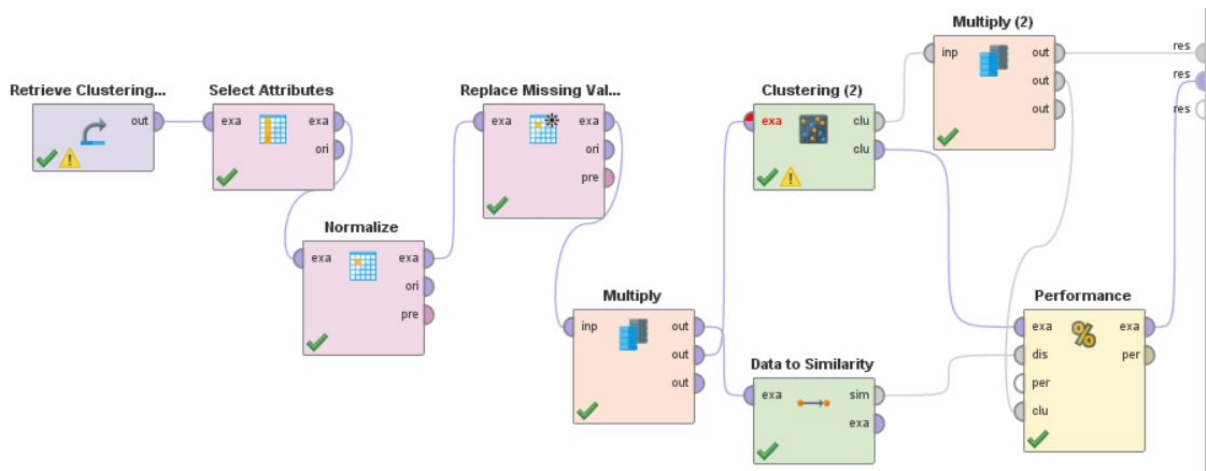 Multiply (2)
inp
out
out
out
res
res
res
Retrieve Clustering...
out
Select Attributes
exa
exa
ori
Replace Missing Val...
exa
exa
ori
pre
Clustering (2)
exa
clu
clu
Normalize
exa
exa
ori
pre
Multiply
inp
out
out
out
Data to Similarity
exa
sim
exa
Performance
exa
exa
%
dis
per
per
clu